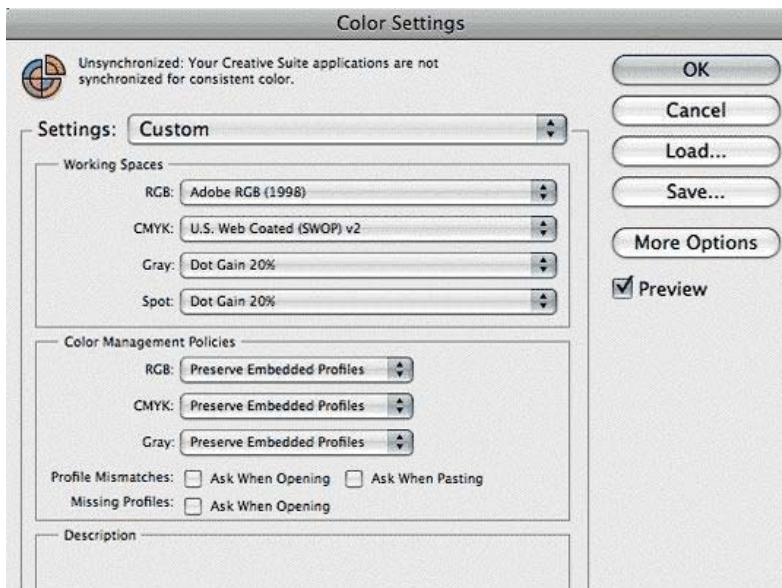 Color Settings
Unsynchronized: Your Creative Suite applications are not
synchronized for consistent color.
OK
Cancel
Load...
Save...
More Options
Preview
Settings: Custom
Working Spaces
RGB: Adobe RGB (1998)
CMYK: U.S. Web Coated (SWOP) v2
Gray: Dot Gain 20%
Spot: Dot Gain 20%
Color Management Policies
RGB: Preserve Embedded Profiles
CMYK: Preserve Embedded Profiles
Gray: Preserve Embedded Profiles
Profile Mismatches: Ask When Opening Ask When Pasting
Missing Profiles: Ask When Opening
Description